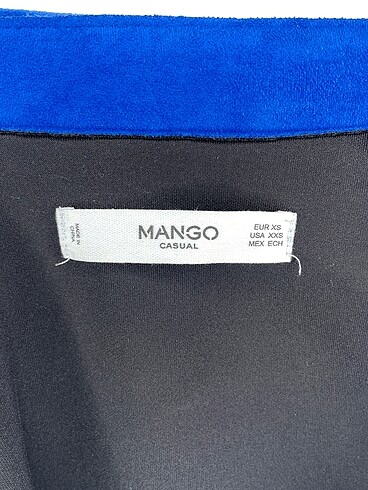 MADE IN
CHINA
MANGO
CASUAL
EUR XS
USA XXS
MEX ECH